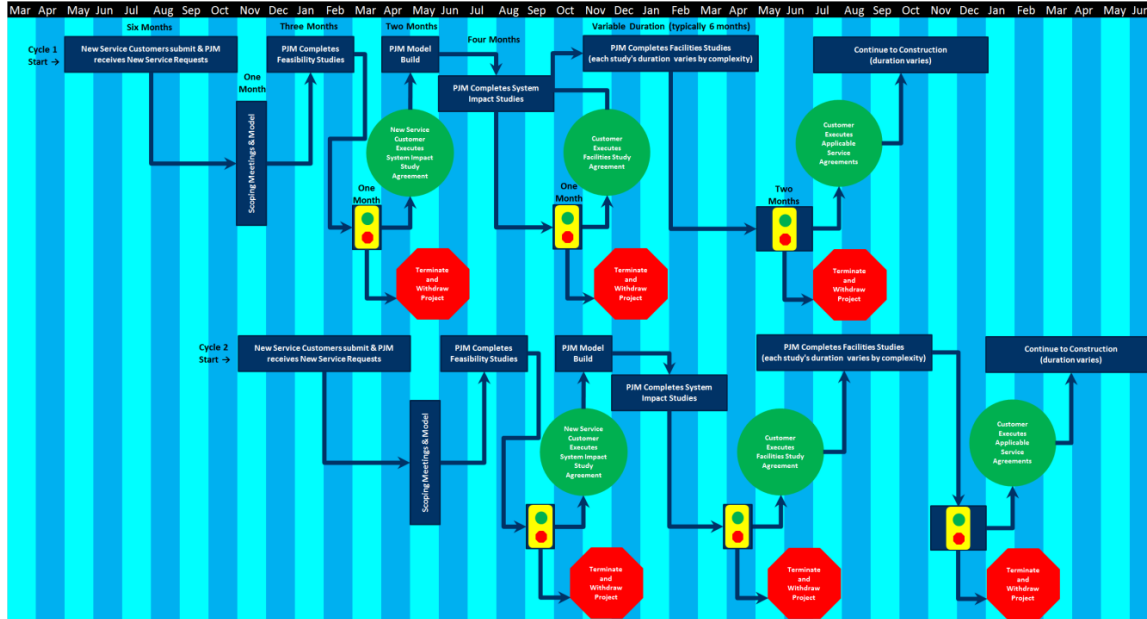 Mar Apr May Jun Jul Aug Sep Oct Nov Dec Jan Feb Mar Apr May Jun Jul Aug Sep Oct Nov Dec Jan Feb Mar Apr May Jun Jul Aug Sep Oct Nov Dec Jan Feb Mar Apr May Jun
Six Months
Three Months
Two Months
Variable Duration (typically 6 months)
Cycle 1
Start →
New Service Customers submit & PJM
receives New Service Requests
One
Month
Scoping Meetings & Model
PJM Completes
Feasibility Studies
PJM Model
Build
Four Months
PJM Completes System
Impact Studies
PJM Completes Facilities Studies
(each study's duration varies by complexity)
Continue to Construction
(duration varies)
New Service
Customer
Executes
System Impact
Study
Agreement
Customer
Executes
Facilities Study
Agreement
Customer
Executes
Applicable
Service
Agreements
One
Month
One
Month
Two
Months
Terminate
and
Withdraw
Project
Terminate
and
Withdraw
Project
Terminate
and
Withdraw
Project
Cycle 2
Start →
New Service Customers submit & PJM
receives New Service Requests
Scoping Meetings & Model
PJM Completes
Feasibility Studies
PJM Model
Build
PJM Completes System
Impact Studies
PJM Completes Facilities Studies
(each study's duration varies by complexity)
Continue to Construction
(duration varies)
New Service
Customer
Executes
System Impact
Study
Agreement
Customer
Executes
Facilities Study
Agreement
Customer
Executes
Applicable
Service
Agreements
Terminate
and
Withdraw
Project
Terminate
and
Withdraw
Project
Terminate
and
Withdraw
Project